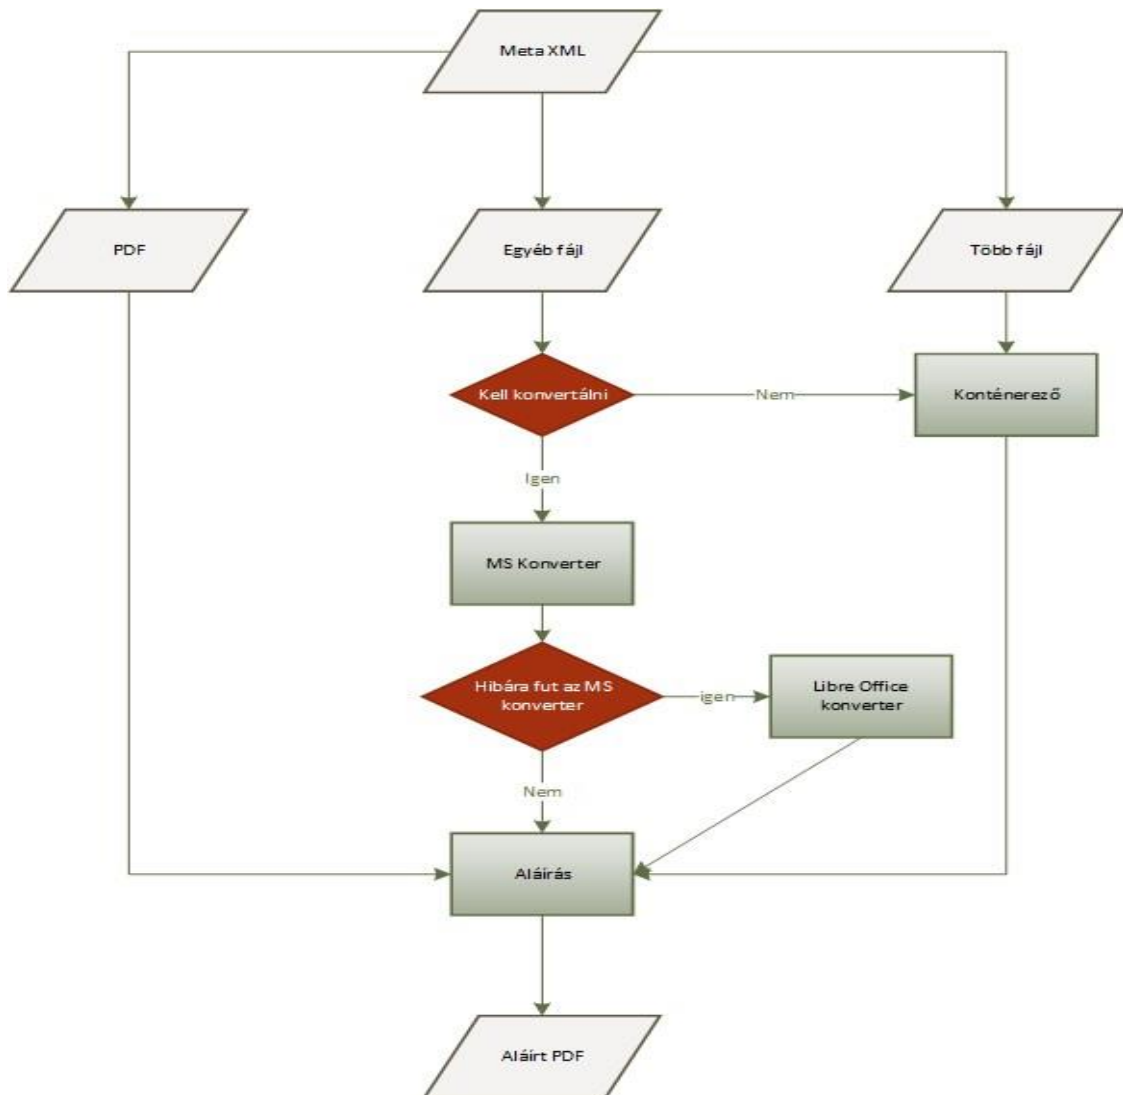 Meta XML
PDF
Egyéb fájl
Több fájl
Kell konvertálni
Nem
Konténerező
Igen
MS Konverter
Hibára fut az MS
konverter
igen
Libre Office
konverter
Nem
Aláírás
Aláírt PDF